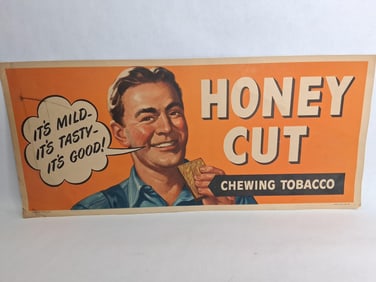 IT'S MILD-
IT'S TASTY-
IT'S GOOD!
HONEY
CUT
CHEWING TOBACCO